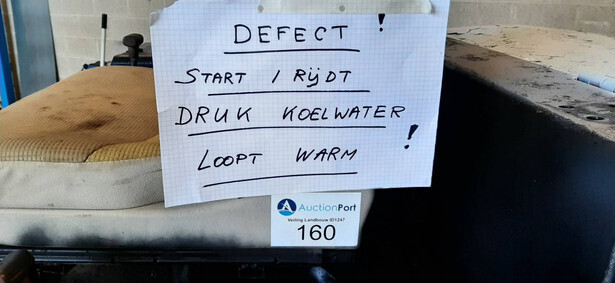 DEFECT !
START / RIJDT
DRUK KOELWATER
LOOPT WARM !
AuctionPort
Veiling Landbouw ID1247
160